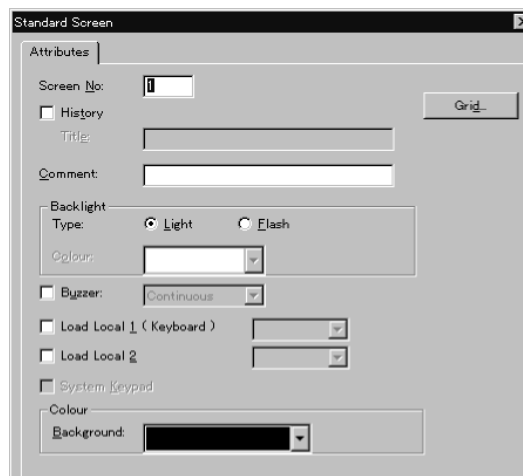 Standard Screen
Attributes
Screen No: 1
Grid...
History
Title:
Comment:
Backlight
Type: Light Flash
Colour:
Buzzer: Continuous
Load Local 1 ( Keyboard )
Load Local 2
System Keypad
Colour
Background: